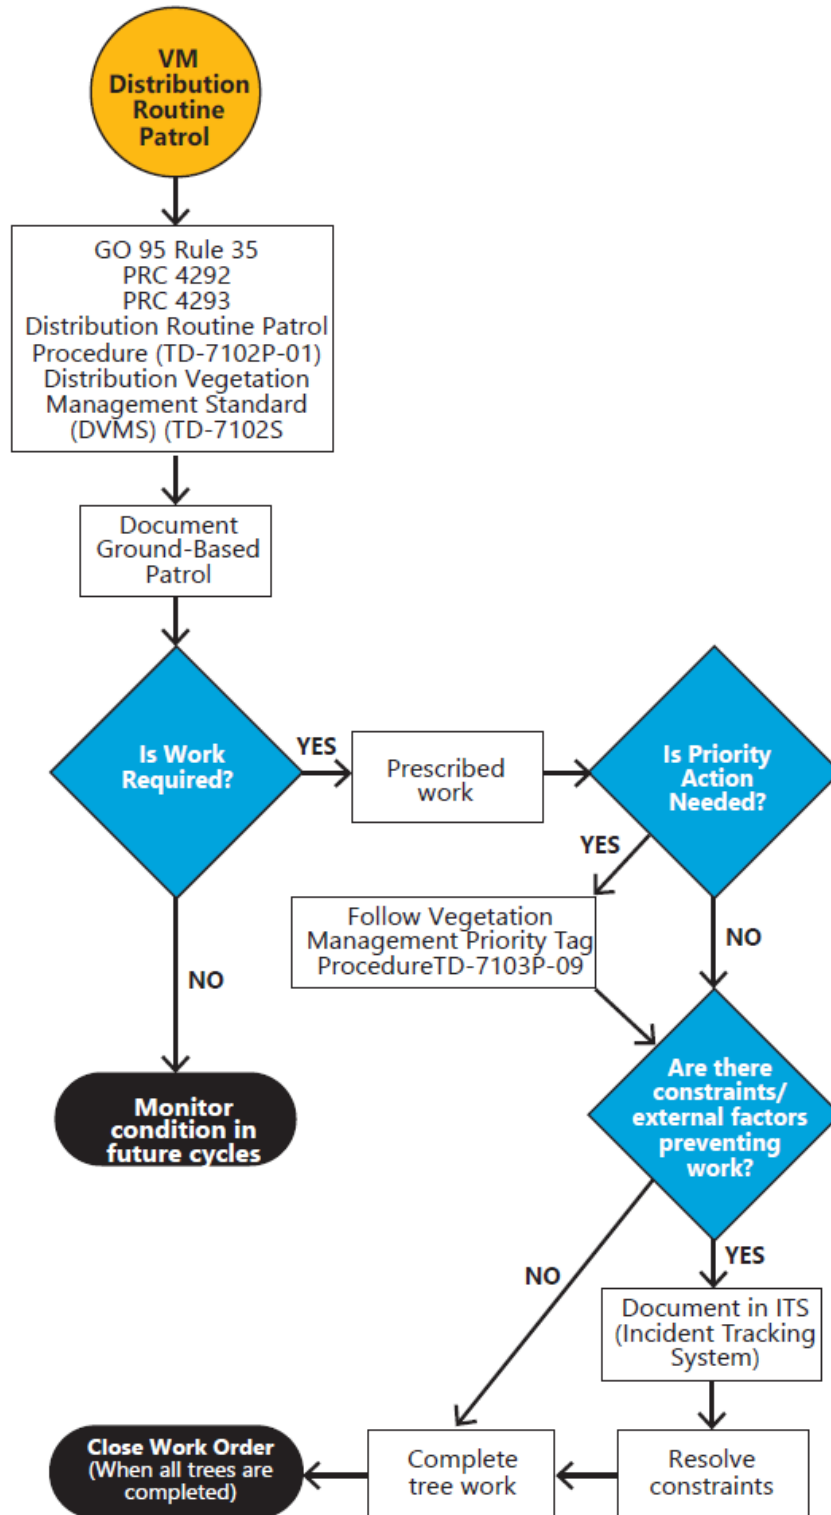 VM
Distribution
Routine
Patrol
GO 95 Rule 35
PRC 4292
PRC 4293
Distribution Routine Patrol
Procedure (TD-7102P-01)
Distribution Vegetation
Management Standard
(DVMS) (TD-7102S
Document
Ground-Based
Patrol
Is Work
Required?
YES
Prescribed
work
Is Priority
Action
Needed?
YES
Follow Vegetation
Management Priority Tag
ProcedureTD-7103P-09
NO
NO
Monitor
condition in
future cycles
Are there
constraints/
external factors
preventing
work?
NO
YES
Document in ITS
(Incident Tracking
System)
Close Work Order
(When all trees are
completed)
Complete
tree work
Resolve
constraints